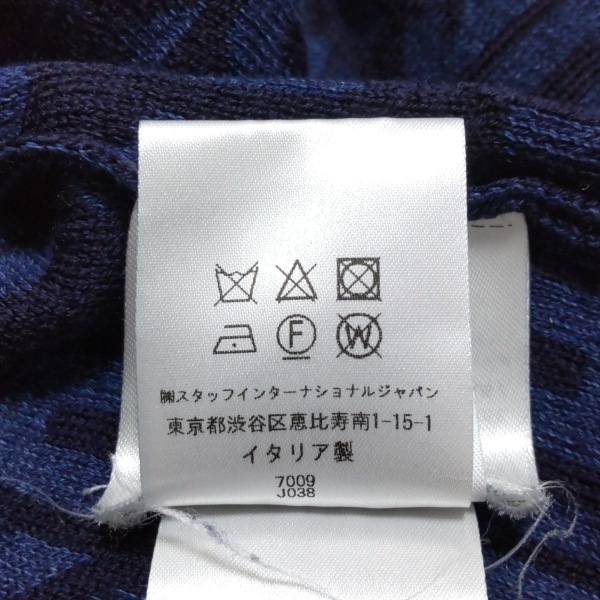 F W
㈱スタッフインターナショナルジャパン
東京都渋谷区恵比寿南1-15-1
イタリア製
7009
J038